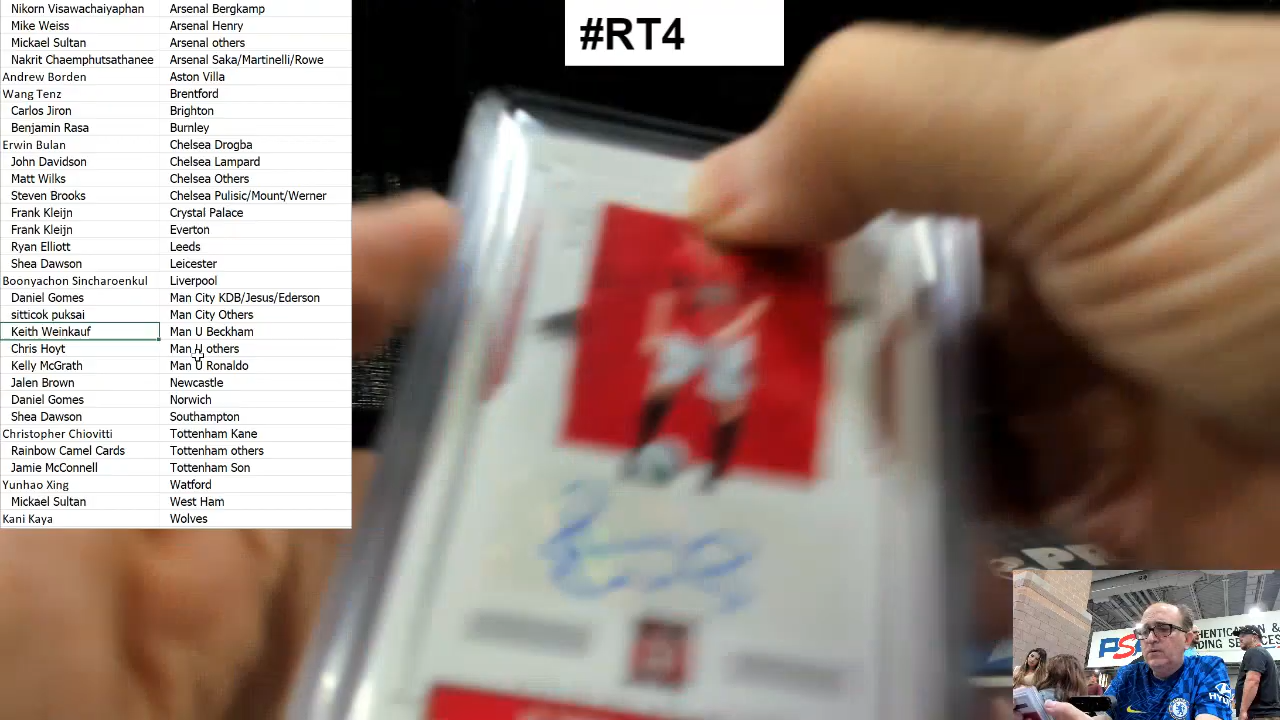 #RT4
Nikorn Visawachaiyaphan Arsenal Bergkamp
Mike Weiss Arsenal Henry
Mickael Sultan Arsenal others
Nakrit Chaemphutsathanee Arsenal Saka/Martinelli/Rowe
Andrew Borden Aston Villa
Wang Tenz Brentford
Carlos Jiron Brighton
Benjamin Rasa Burnley
Erwin Bulan Chelsea Drogba
John Davidson Chelsea Lampard
Matt Wilks Chelsea Others
Steven Brooks Chelsea Pulisic/Mount/Werner
Frank Kleijn Crystal Palace
Frank Kleijn Everton
Ryan Elliott Leeds
Shea Dawson Leicester
Boonyachon Sincharoenkul Liverpool
Daniel Gomes Man City KDB/Jesus/Ederson
sitticok puksai Man City Others
Keith Weinkauf Man U Beckham
Chris Hoyt Man U others
Kelly McGrath Man U Ronaldo
Jalen Brown Newcastle
Daniel Gomes Norwich
Shea Dawson Southampton
Christopher Chiovitti Tottenham Kane
Rainbow Camel Cards Tottenham others
Jamie McConnell Tottenham Son
Yunhao Xing Watford
Mickael Sultan West Ham
Kani Kaya Wolves